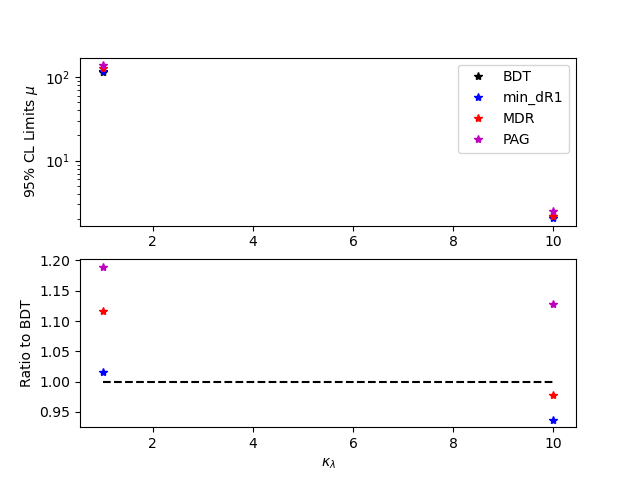 95% CL Limits μ
10²
10¹
BDT
min_dR1
MDR
PAG
2 4 6 8 10
Ratio to BDT
1.20
1.15
1.10
1.05
1.00
0.95
2 4 6 8 10
κλ